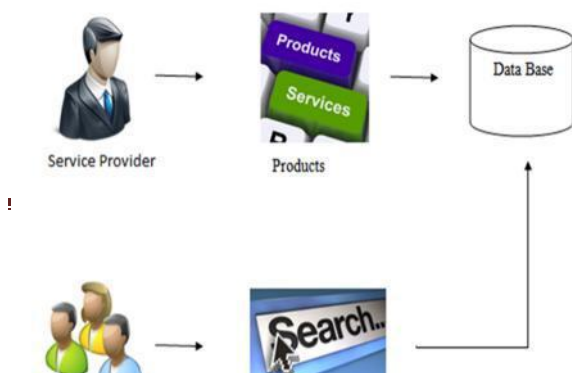 Products
Services
Data Base
Service Provider
Products
!
Search..